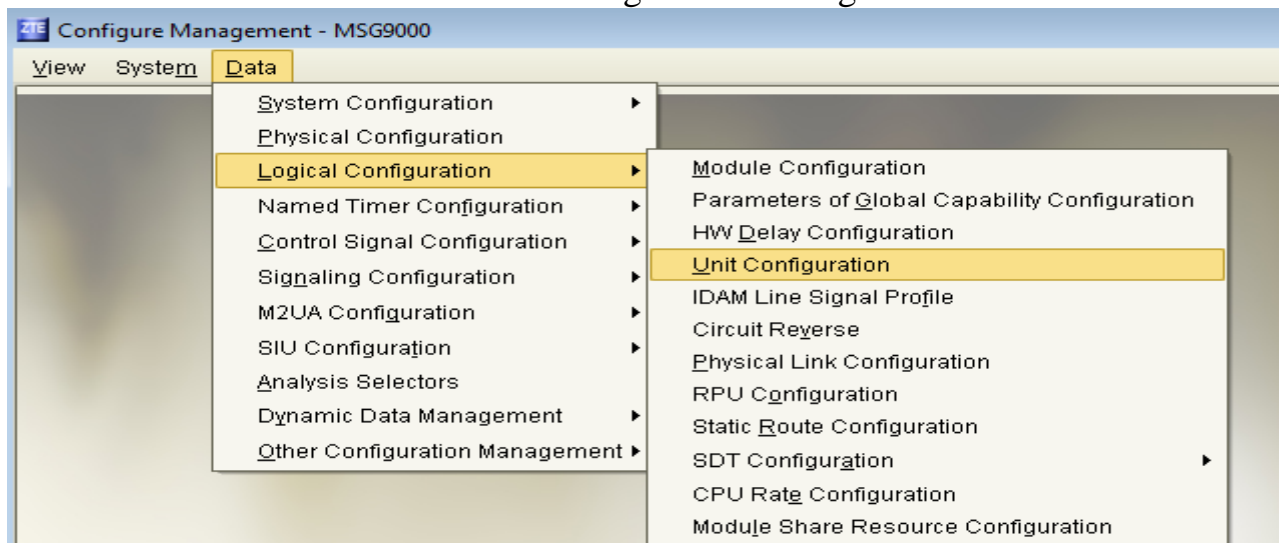 ZTE Configure Management - MSG9000
View System Data
System Configuration
Physical Configuration
Logical Configuration
Named Timer Configuration
Control Signal Configuration
Signaling Configuration
M2UA Configuration
SIU Configuration
Analysis Selectors
Dynamic Data Management
Other Configuration Management
Module Configuration
Parameters of Global Capability Configuration
HW Delay Configuration
Unit Configuration
IDAM Line Signal Profile
Circuit Reverse
Physical Link Configuration
RPU Configuration
Static Route Configuration
SDT Configuration
CPU Rate Configuration
Module Share Resource Configuration